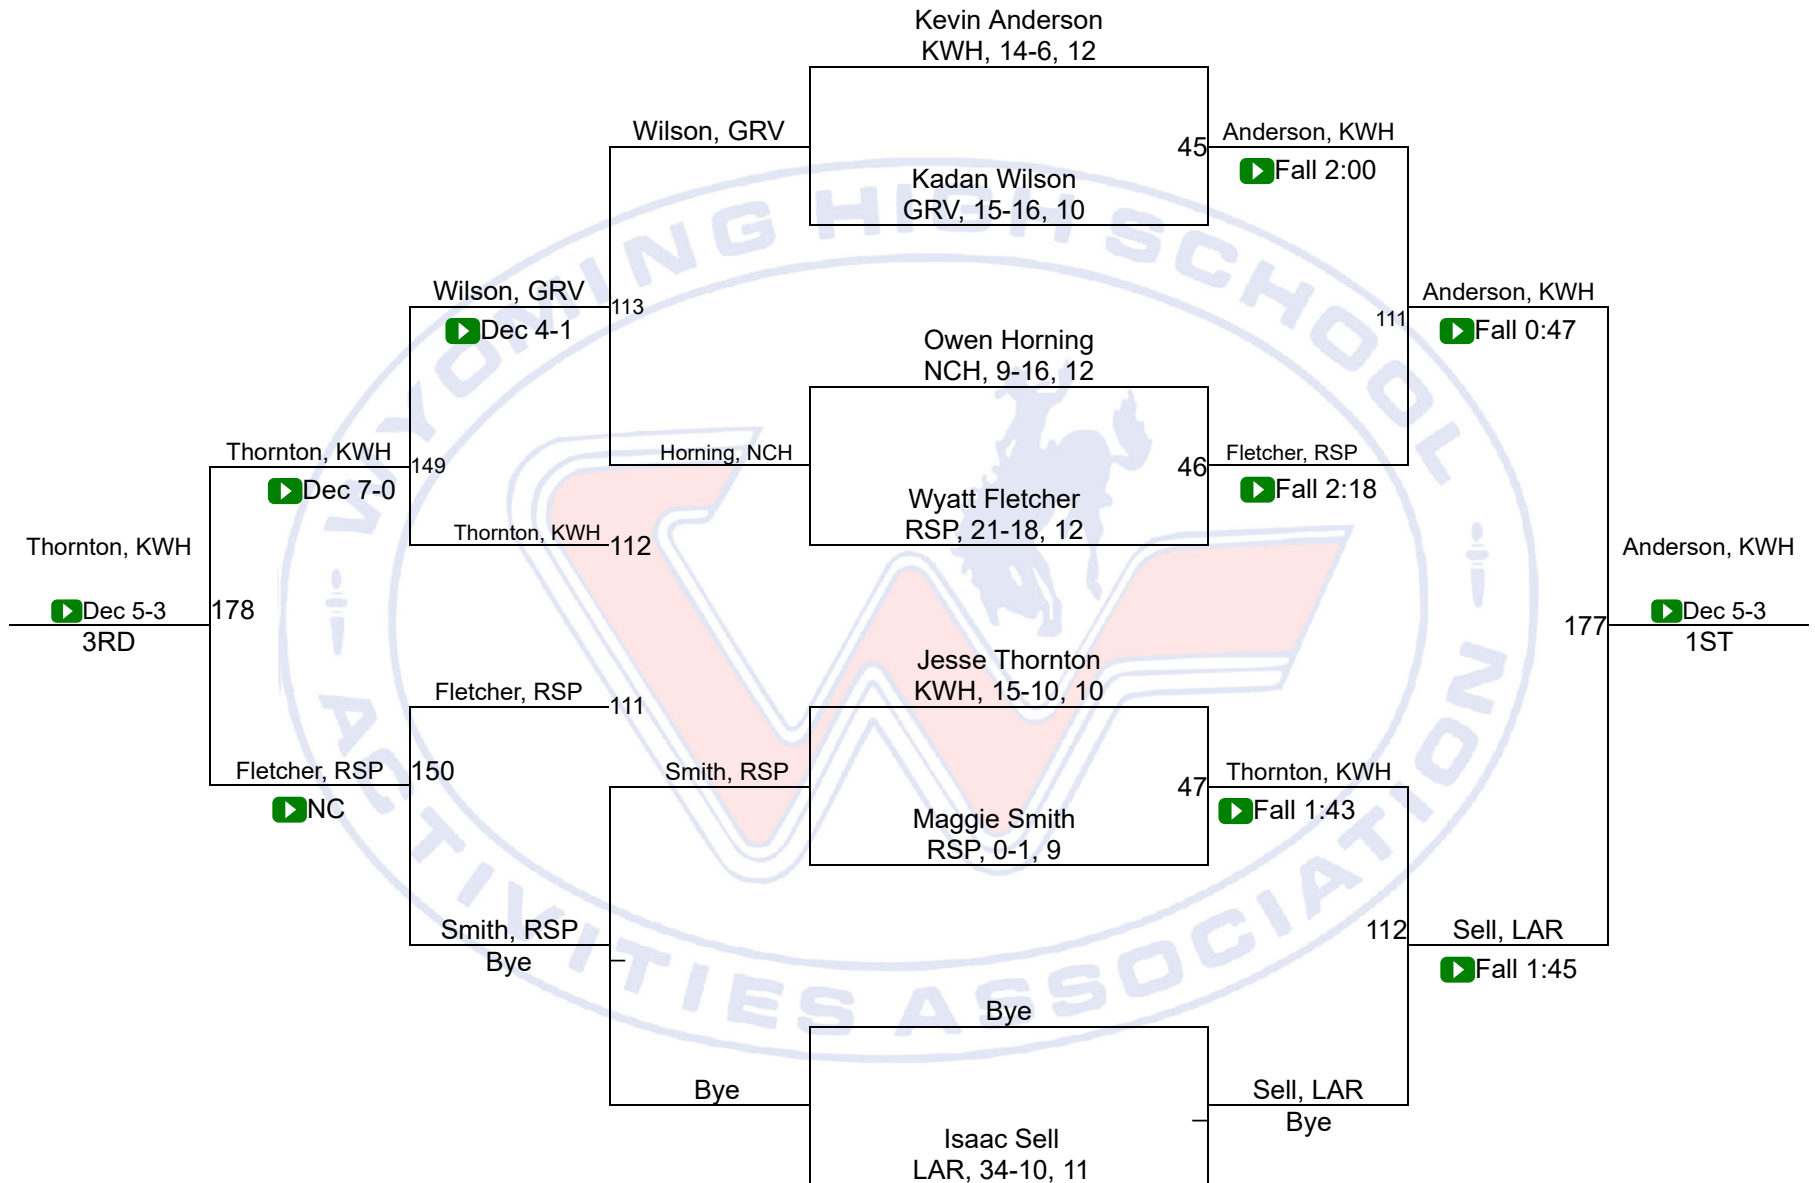 Kevin Anderson
KWH, 14-6, 12
Wilson, GRV
45
Anderson, KWH
Fall 2:00
Kadan Wilson
GRV, 15-16, 10
Wilson, GRV
113
Dec 4-1
Anderson, KWH
111
Fall 0:47
Owen Horning
NCH, 9-16, 12
Thornton, KWH
149
Dec 7-0
Horning, NCH
46
Fletcher, RSP
Fall 2:18
Wyatt Fletcher
RSP, 21-18, 12
Thornton, KWH
112
Thornton, KWH
Dec 5-3
178
3RD
Anderson, KWH
177
Dec 5-3
1ST
Jesse Thornton
KWH, 15-10, 10
Fletcher, RSP
111
Fletcher, RSP
150
NC
Smith, RSP
47
Thornton, KWH
Fall 1:43
Maggie Smith
RSP, 0-1, 9
Smith, RSP
Bye
112
Sell, LAR
Fall 1:45
Bye
Bye
Sell, LAR
Bye
Isaac Sell
LAR, 34-10, 11
WYOMING HIGH SCHOOL
ACTIVITIES ASSOCIATION